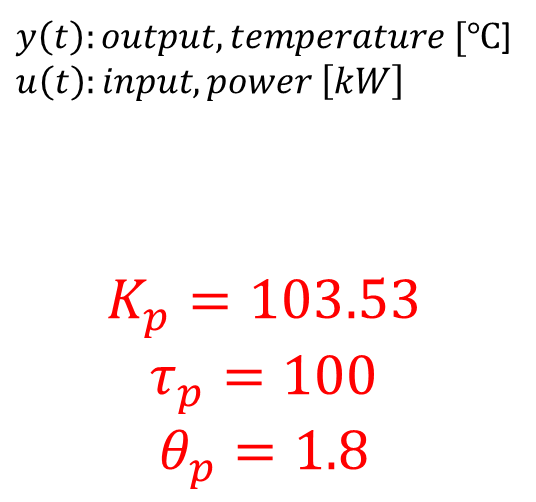 y(t): output, temperature [°C]
u(t): input, power [kW]
K_p = 103.53
τ_p = 100
θ_p = 1.8